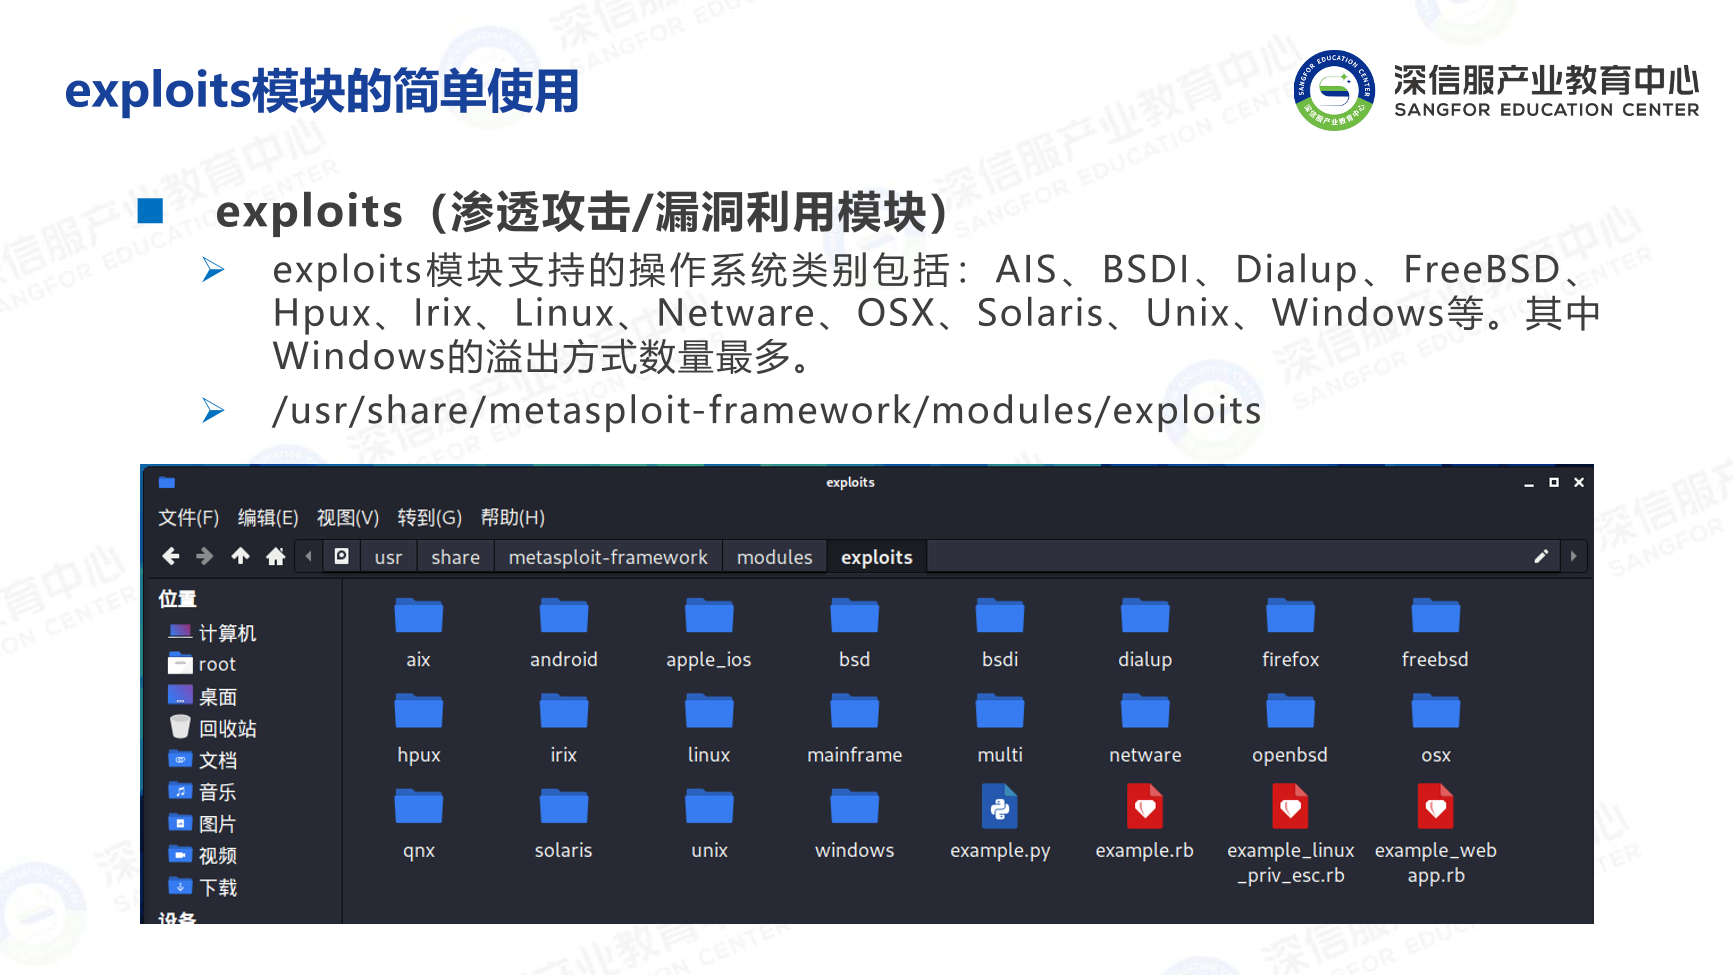 exploits模块的简单使用
深信服产业教育中心
SANGFOR EDUCATION CENTER
exploits（渗透攻击/漏洞利用模块）
exploits模块支持的操作系统类别包括：AIS、BSDI、Dialup、FreeBSD、
Hpux、Irix、Linux、Netware、OSX、Solaris、Unix、Windows等。其中
Windows的溢出方式数量最多。
/usr/share/metasploit-framework/modules/exploits
exploits
文件(F) 编辑(E) 视图(V) 转到(G) 帮助(H)
usr share metasploit-framework modules exploits
位置
计算机
root
桌面
回收站
文档
音乐
图片
视频
下载
设备
aix android apple_ios bsd bsdi dialup firefox freebsd
hpux irix linux mainframe multi netware openbsd osx
qnx solaris unix windows example.py example.rb example_linux example_web
_priv_esc.rb app.rb